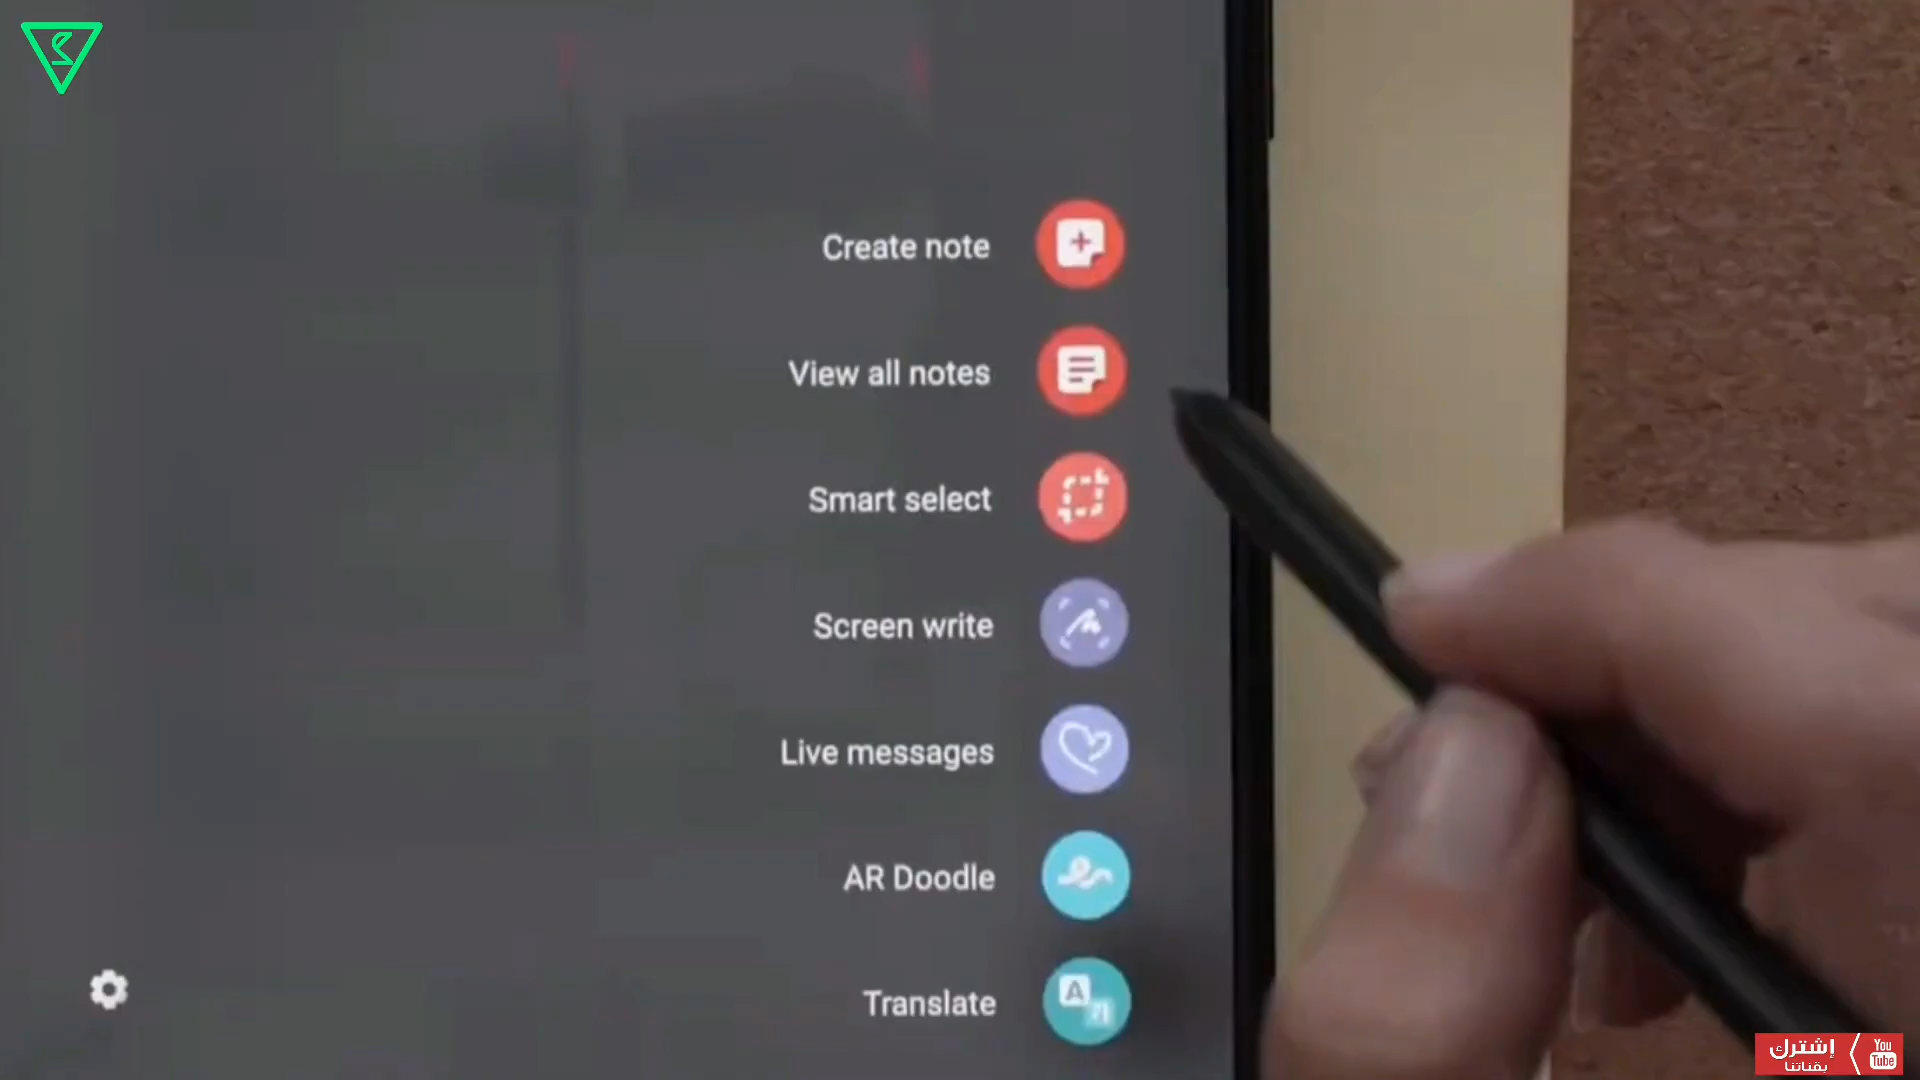 Create note
View all notes
Smart select
Screen write
Live messages
AR Doodle
Translate
إشترك
بقناتنا
You
Tube